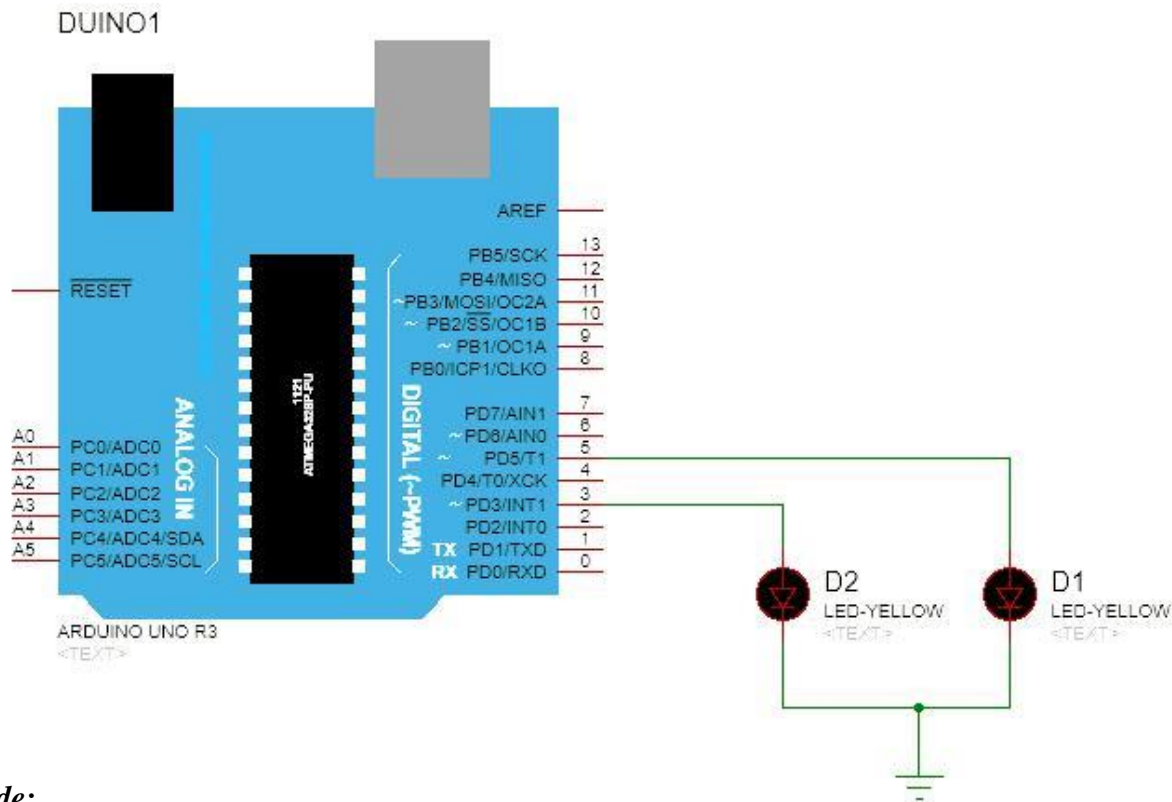 DUINO1
AREF
PB5/SCK 13
PB4/MISO 12
~PB3/MOSI/OC2A 11
~ PB2/SS/OC1B 10
~ PB1/OC1A 9
PB0/ICP1/CLKO 8
PD7/AIN1 7
~PD6/AIN0 6
~ PD5/T1 5
PD4/T0/XCK 4
~PD3/INT1 3
PD2/INT0 2
TX PD1/TXD 1
RX PD0/RXD 0
RESET
1121
ATMEGA328P-PU
DIGITAL (~PWM)
ANALOG IN
A0 PC0/ADC0
A1 PC1/ADC1
A2 PC2/ADC2
A3 PC3/ADC3
A4 PC4/ADC4/SDA
A5 PC5/ADC5/SCL
ARDUINO UNO R3
<TEXT>
D2
LED-YELLOW
<TEXT>
D1
LED-YELLOW
<TEXT>
de: